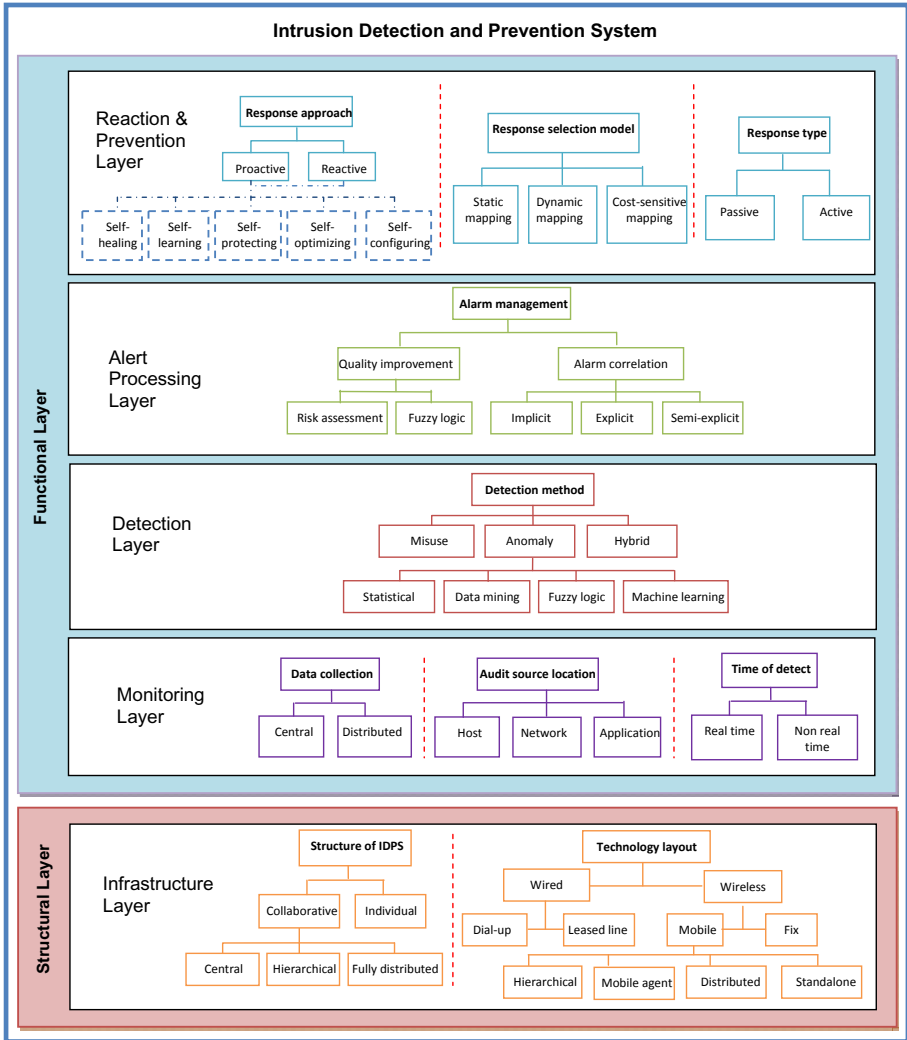 Intrusion Detection and Prevention System
Functional Layer
Reaction &
Prevention
Layer
Response approach
Proactive
Reactive
Self-
healing
Self-
learning
Self-
protecting
Self-
optimizing
Self-
configuring
Response selection model
Static
mapping
Dynamic
mapping
Cost-sensitive
mapping
Response type
Passive
Active
Alert
Processing
Layer
Alarm management
Quality improvement
Alarm correlation
Risk assessment
Fuzzy logic
Implicit
Explicit
Semi-explicit
Detection
Layer
Detection method
Misuse
Anomaly
Hybrid
Statistical
Data mining
Fuzzy logic
Machine learning
Monitoring
Layer
Data collection
Central
Distributed
Audit source location
Host
Network
Application
Time of detect
Real time
Non real
time
Structural Layer
Infrastructure
Layer
Structure of IDPS
Collaborative
Individual
Central
Hierarchical
Fully distributed
Technology layout
Wired
Wireless
Dial-up
Leased line
Mobile
Fix
Hierarchical
Mobile agent
Distributed
Standalone